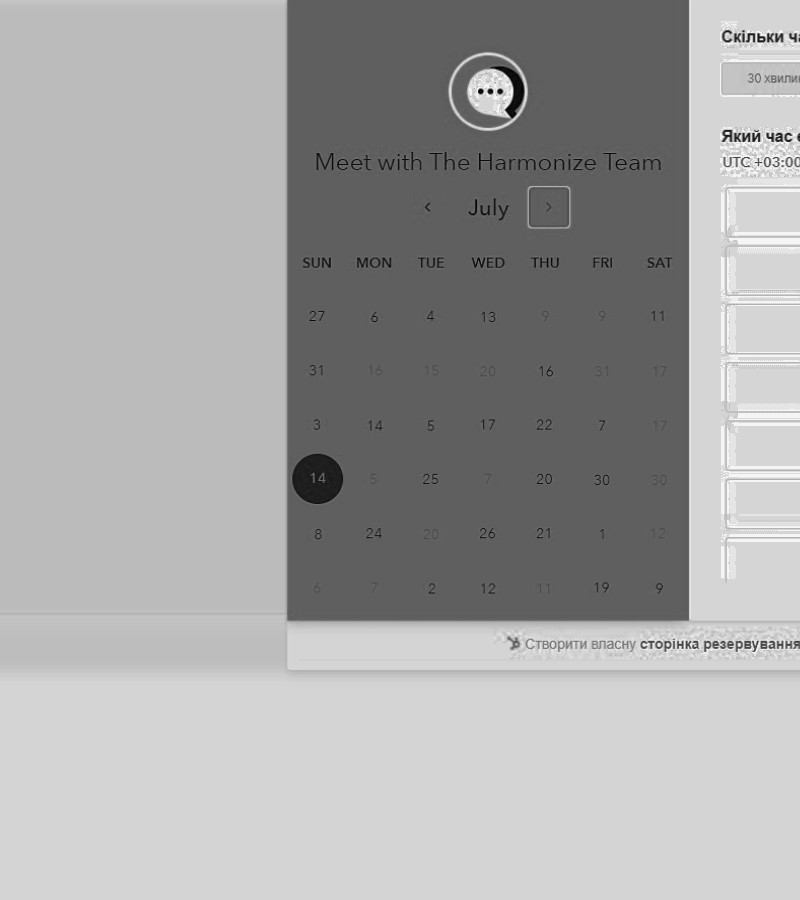 Meet with The Harmonize Team
July
SUN MON TUE WED THU FRI SAT
27 6 4 13 9 9 11
31 16 15 20 16 31 17
3 14 5 17 22 7 17
14 5 25 7 20 30 30
8 24 20 26 21 1 12
6 7 2 12 11 19 9
Скільки
30
Який час
UTC +03:00
Створити власну сторінка резервування